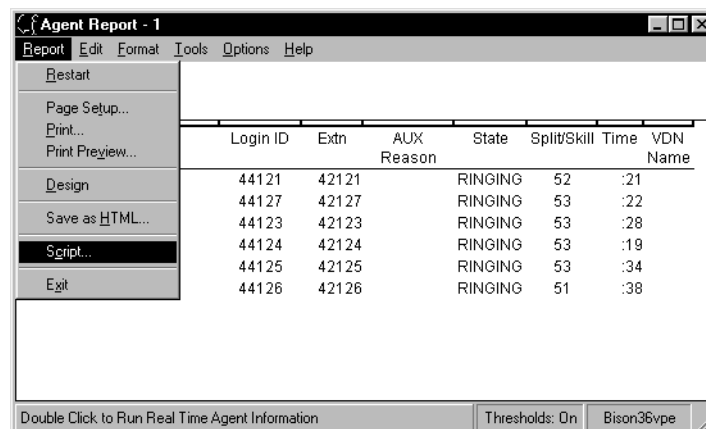 Agent Report - 1
Report Edit Format Tools Options Help
Restart
Page Setup...
Print...
Print Preview...
Design
Save as HTML...
Script...
Exit
Login ID Extn AUX Reason State Split/Skill Time VDN Name
44121 42121 RINGING 52 :21
44127 42127 RINGING 53 :22
44123 42123 RINGING 53 :28
44124 42124 RINGING 53 :19
44125 42125 RINGING 53 :34
44126 42126 RINGING 51 :38
Double Click to Run Real Time Agent Information Thresholds: On Bison36vpe